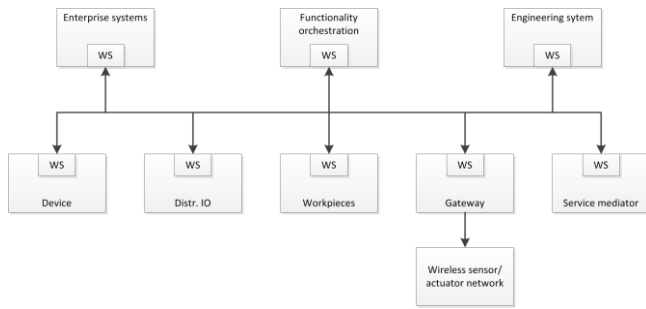 Enterprise systems
WS
Functionality
orchestration
WS
Engineering sytem
WS
WS
Device
WS
Distr. IO
WS
Workpieces
WS
Gateway
WS
Service mediator
Wireless sensor/
actuator network